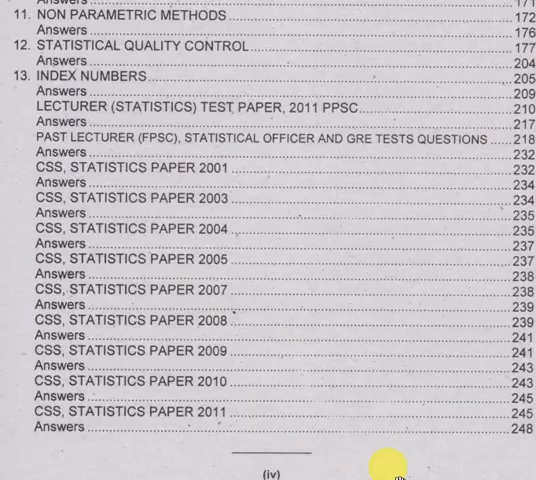 Answers 171
11. NON PARAMETRIC METHODS 172
Answers 176
12. STATISTICAL QUALITY CONTROL 177
Answers 204
13. INDEX NUMBERS 205
Answers 209
LECTURER (STATISTICS) TEST PAPER, 2011 PPSC 210
Answers 217
PAST LECTURER (FPSC), STATISTICAL OFFICER AND GRE TESTS QUESTIONS 218
Answers 232
CSS, STATISTICS PAPER 2001 232
Answers 234
CSS, STATISTICS PAPER 2003 234
Answers 235
CSS, STATISTICS PAPER 2004 235
Answers 237
CSS, STATISTICS PAPER 2005 237
Answers 238
CSS, STATISTICS PAPER 2007 238
Answers 239
CSS, STATISTICS PAPER 2008 239
Answers 241
CSS, STATISTICS PAPER 2009 241
Answers 243
CSS, STATISTICS PAPER 2010 243
Answers 245
CSS, STATISTICS PAPER 2011 245
Answers 248
(iv)